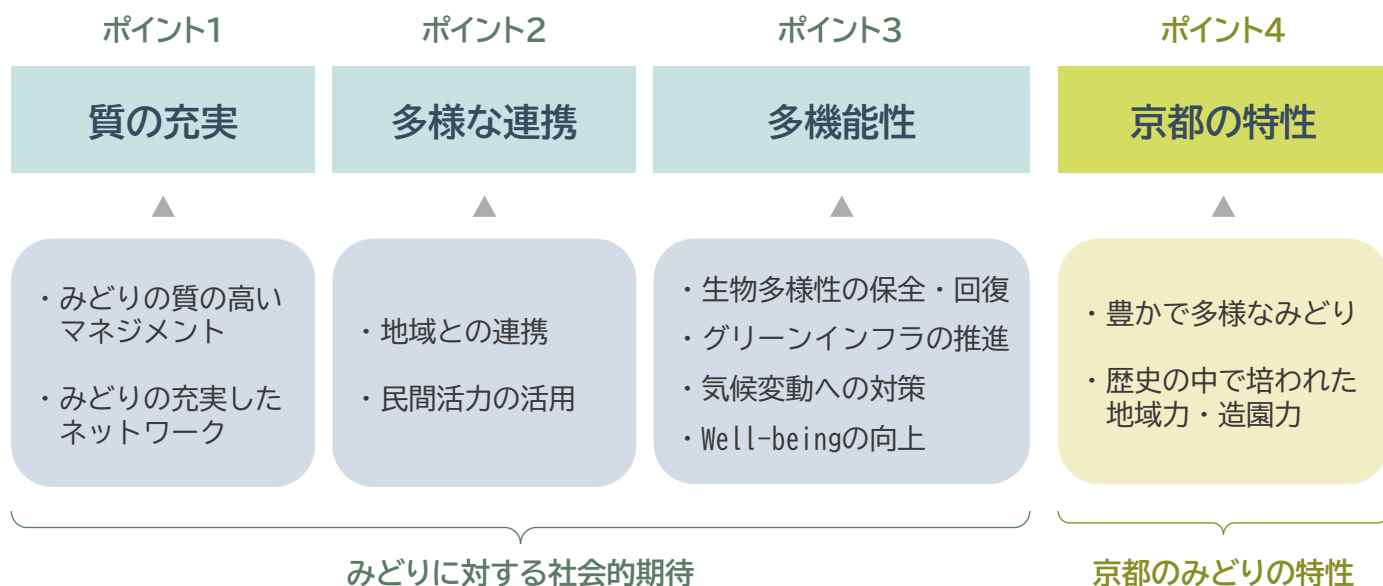 ポイント1
質の充実
・みどりの質の高い
マネジメント
・みどりの充実した
ネットワーク
ポイント2
多様な連携
・地域との連携
・民間活力の活用
ポイント3
多機能性
・生物多様性の保全・回復
・グリーンインフラの推進
・気候変動への対策
・Well-beingの向上
みどりに対する社会的期待
ポイント4
京都の特性
・豊かで多様なみどり
・歴史の中で培われた
地域力・造園力
京都のみどりの特性